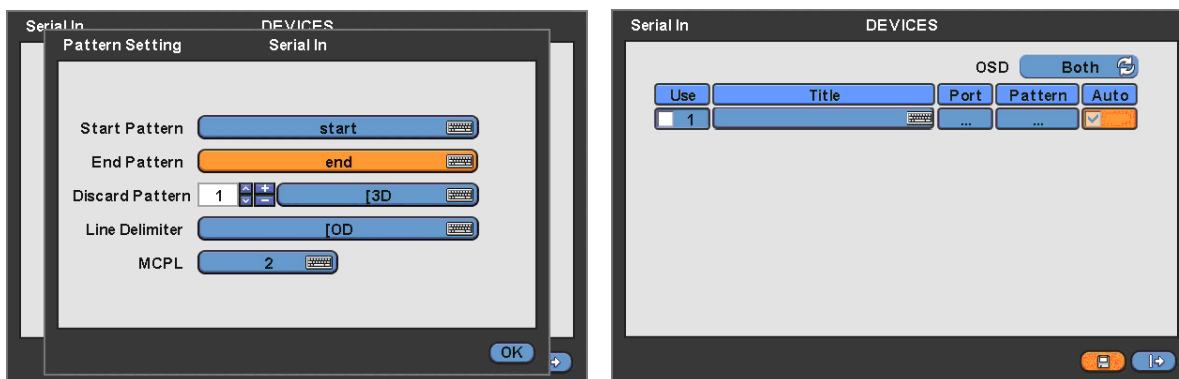 Serial In DEVICES
Pattern Setting Serial In
Start Pattern start
End Pattern end
Discard Pattern 1 [3D
Line Delimiter [OD
MCPL 2
OK
Serial In DEVICES
OSD Both
Use Title Port Pattern Auto
1 ... ...